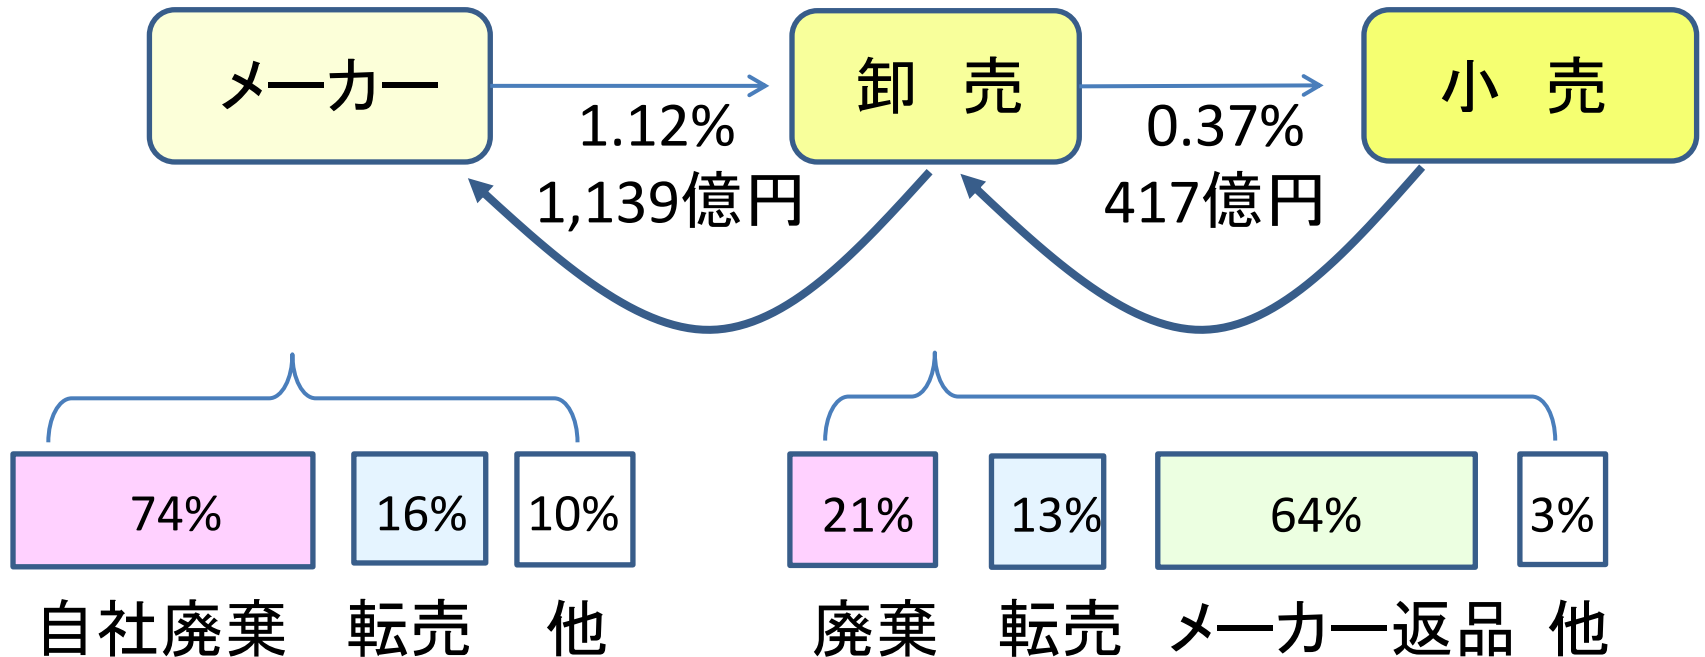 メーカー
卸　売
小　売
1.12%
1,139億円
0.37%
417億円
74%
16%
10%
21%
13%
64%
3%
自社廃棄
転売
他
廃棄
転売
メーカー返品
他